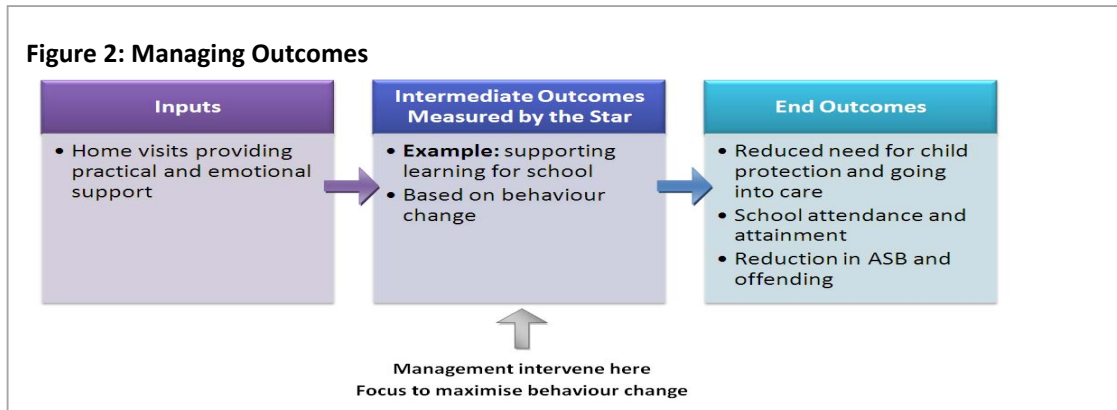 Figure 2: Managing Outcomes
Inputs
• Home visits providing
practical and emotional
support
Intermediate Outcomes
Measured by the Star
• Example: supporting
learning for school
• Based on behaviour
change
End Outcomes
• Reduced need for child
protection and going
into care
• School attendance and
attainment
• Reduction in ASB and
offending
Management intervene here
Focus to maximise behaviour change